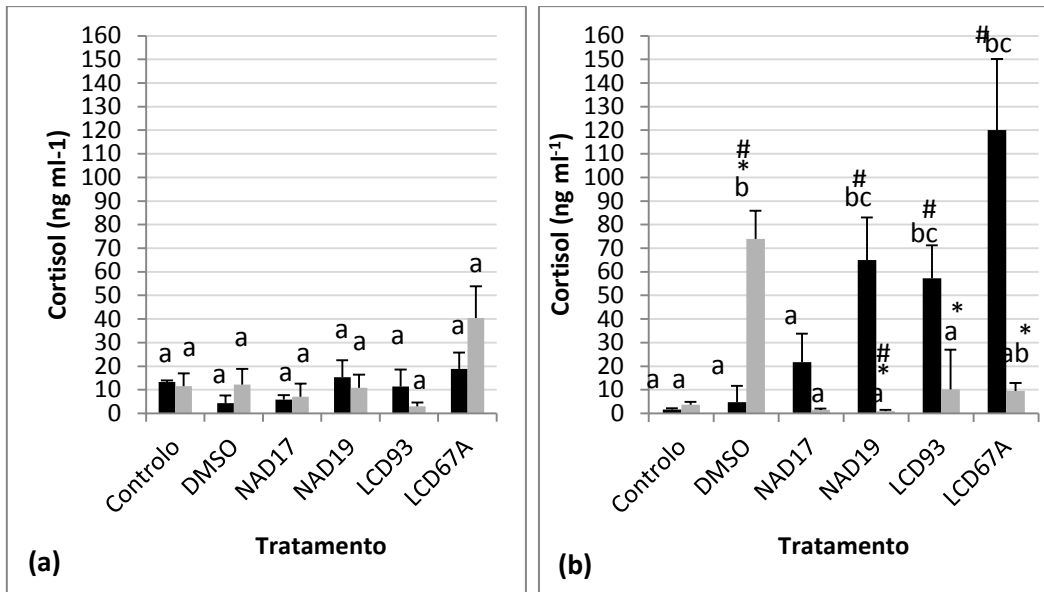 160
150
140
130
120
110
100
90
80
70
60
50
40
30
20
10
0
Cortisol (ng ml-1)
a
a
a
a
a
a
a
a
a
a
a
a
Controlo
DMSO
NAD17
NAD19
LCD93
LCD67A
Tratamento
(a)
160
150
140
130
120
110
100
90
80
70
60
50
40
30
20
10
0
Cortisol (ng ml⁻¹)
a
a
a
#
*
b
a
a
#
bc
#
*
a
#
bc
*
a
#
bc
*
ab
Controlo
DMSO
NAD17
NAD19
LCD93
LCD67A
Tratamento
(b)